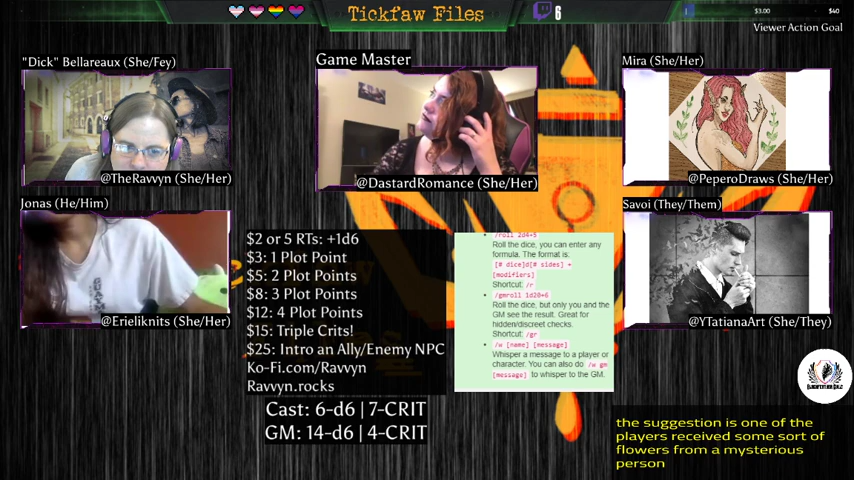 Tickfaw Files
6
$3.00
$40
Viewer Action Goal
"Dick" Bellareaux (She/Fey)
Game Master
Mira (She/Her)
@TheRavvyn (She/Her)
@DastardRomance (She/Her)
@PeperoDraws (She/Her)
Jonas (He/Him)
Savoi (They/Them)
@Erieliknits (She/Her)
@YTatianaArt (She/They)
$2 or 5 RTs: +1d6
$3: 1 Plot Point
$5: 2 Plot Points
$8: 3 Plot Points
$12: 4 Plot Points
$15: Triple Crits!
$25: Intro an Ally/Enemy NPC
Ko-Fi.com/Ravvyn
Ravvyn.rocks
Cast: 6-d6 | 7-CRIT
GM: 14-d6 | 4-CRIT
/roll 2d4+5
Roll the dice, you can enter any
formula. The format is:
[# dice]d[# sides] +
[modifiers]
Shortcut: /r
/gmroll 1d20+6
Roll the dice, but only you and the
GM see the result. Great for
hidden/discreet checks.
Shortcut: /gr
/w [name] [message]
Whisper a message to a player or
character. You can also do /w gm
[message] to whisper to the GM.
the suggestion is one of the
players received some sort of
flowers from a mysterious
person